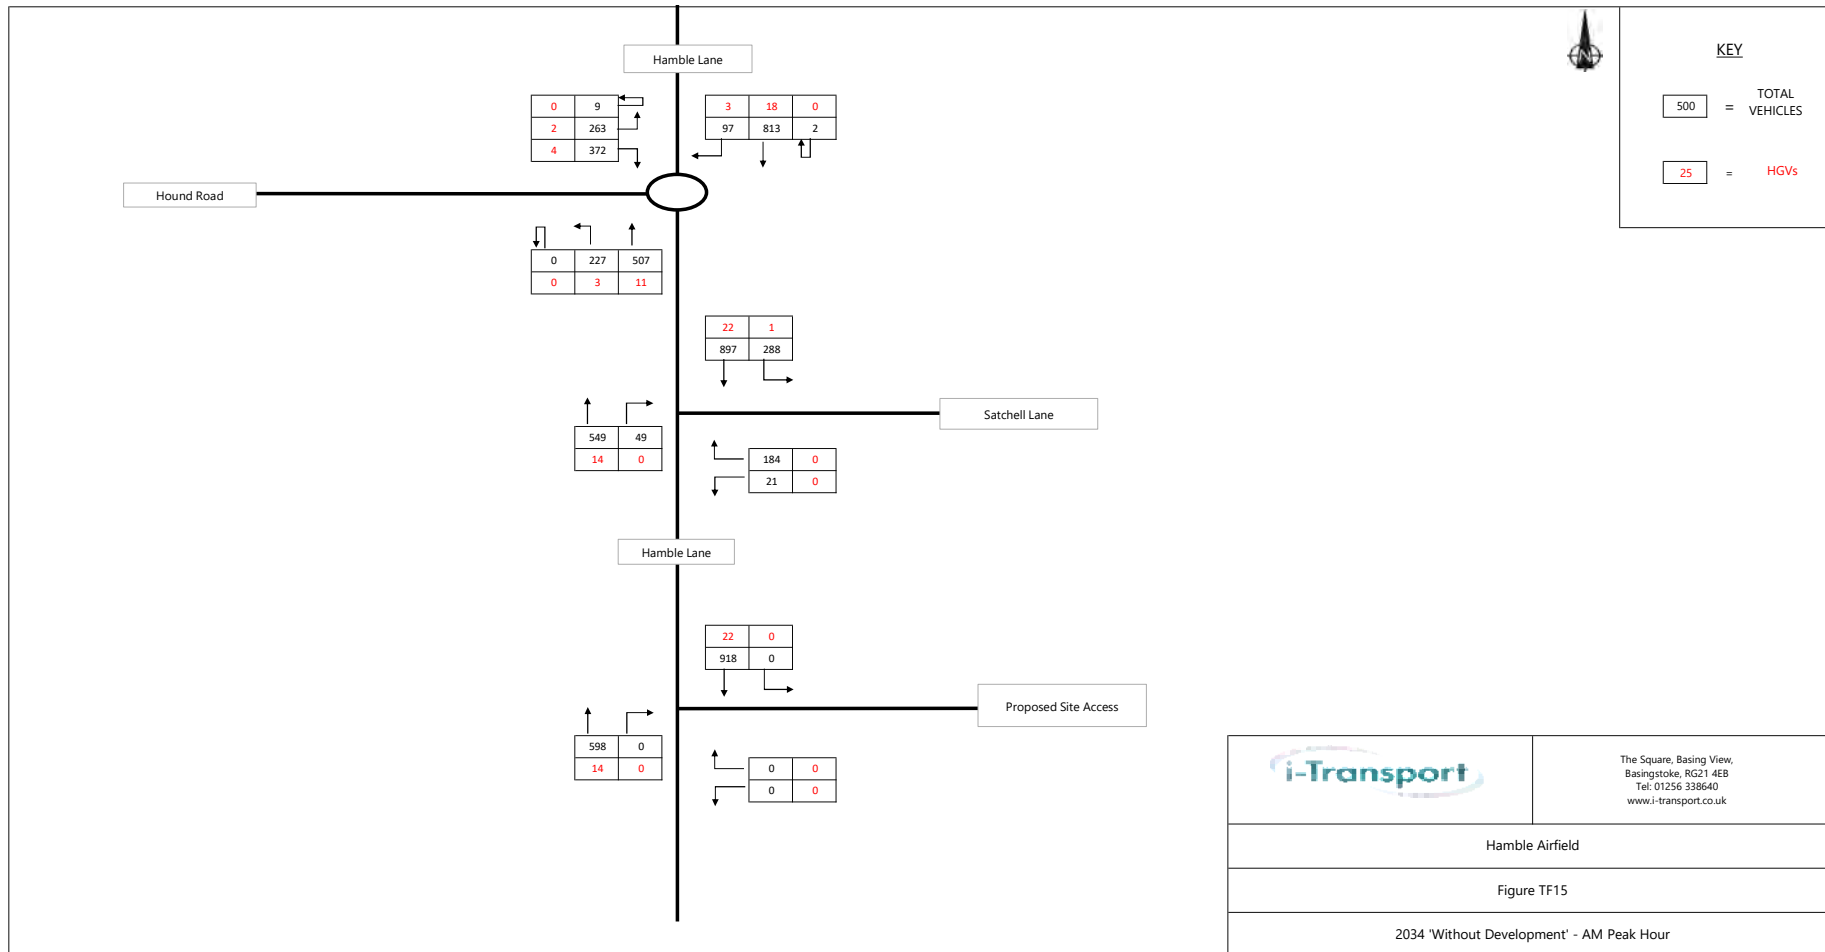 Hamble Lane
KEY
500 = TOTAL VEHICLES
25 = HGVs
0 9
2 263
4 372
3 18 0
97 813 2
Hound Road
0 227 507
0 3 11
22 1
897 288
Satchell Lane
549 49
14 0
184 0
21 0
Hamble Lane
22 0
918 0
Proposed Site Access
598 0
14 0
0 0
0 0
i-Transport
The Square, Basing View,
Basingstoke, RG21 4EB
Tel: 01256 338640
www.i-transport.co.uk
Hamble Airfield
Figure TF15
2034 'Without Development' - AM Peak Hour